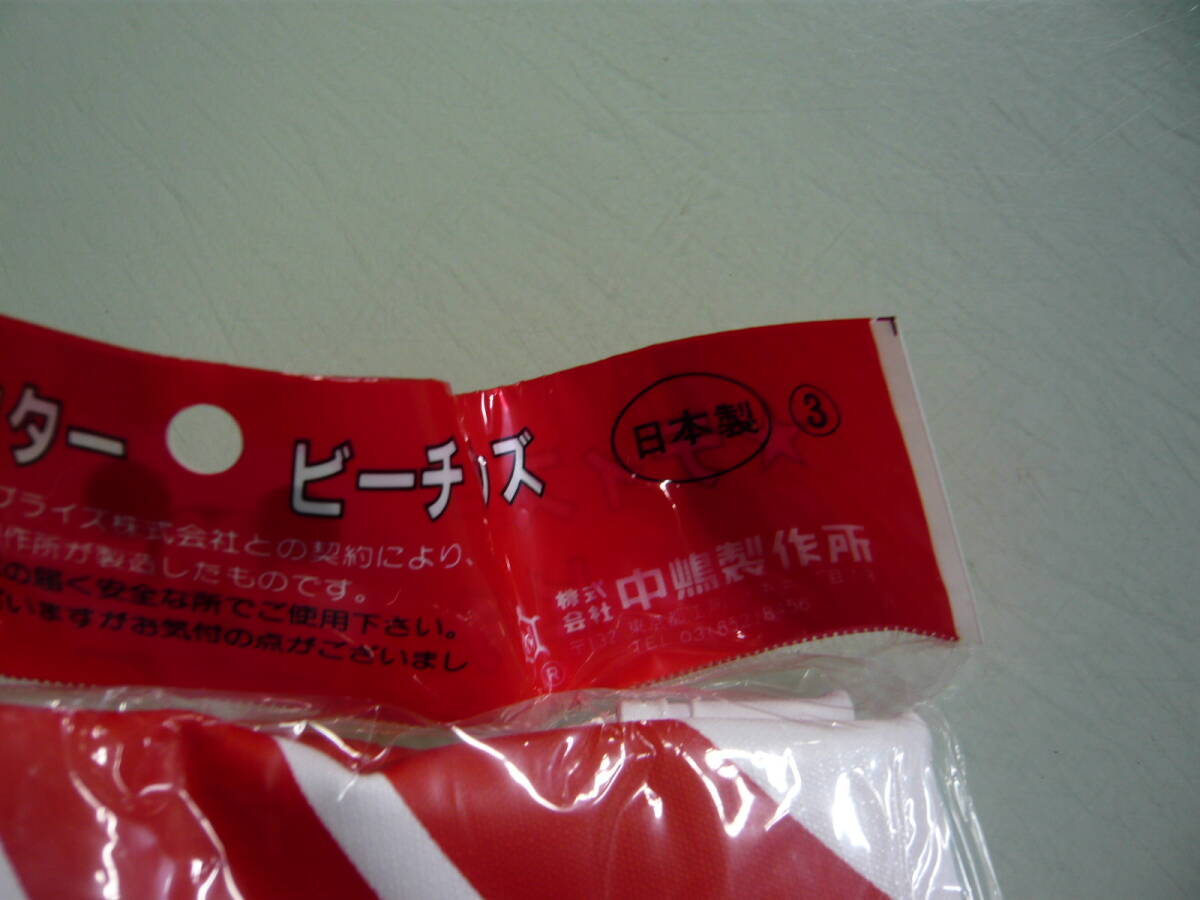 ター ビーチ ズ
プライズ株式会社との契約により、
作所が製造したものです。
の届く安全な所でご使用下さい。
いますがお気付の点がございまし
日本製 ③
株式会社 中嶋製作所
TEL 03
®